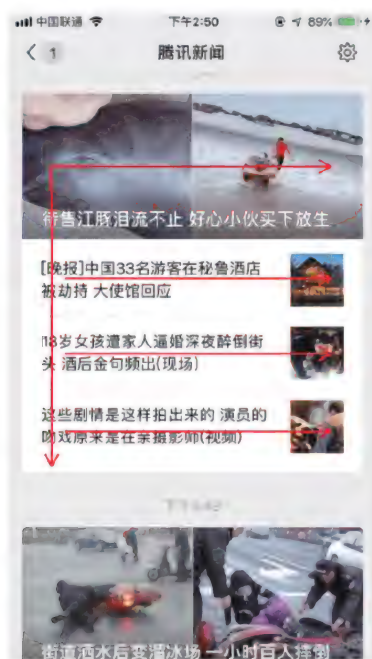 中国联通 下午2:50 89%
1 腾讯新闻
待售江豚泪流不止 好心小伙买下放生
[晚报]中国33名游客在秘鲁酒店
被劫持 大使馆回应
18岁女孩遭家人逼婚深夜醉倒街
头 酒后金句频出(现场)
这些剧情是这样拍出来的 演员的
吻戏原来是在亲摄影师(视频)
街道洒水后变溜冰场 一小时百人摔倒